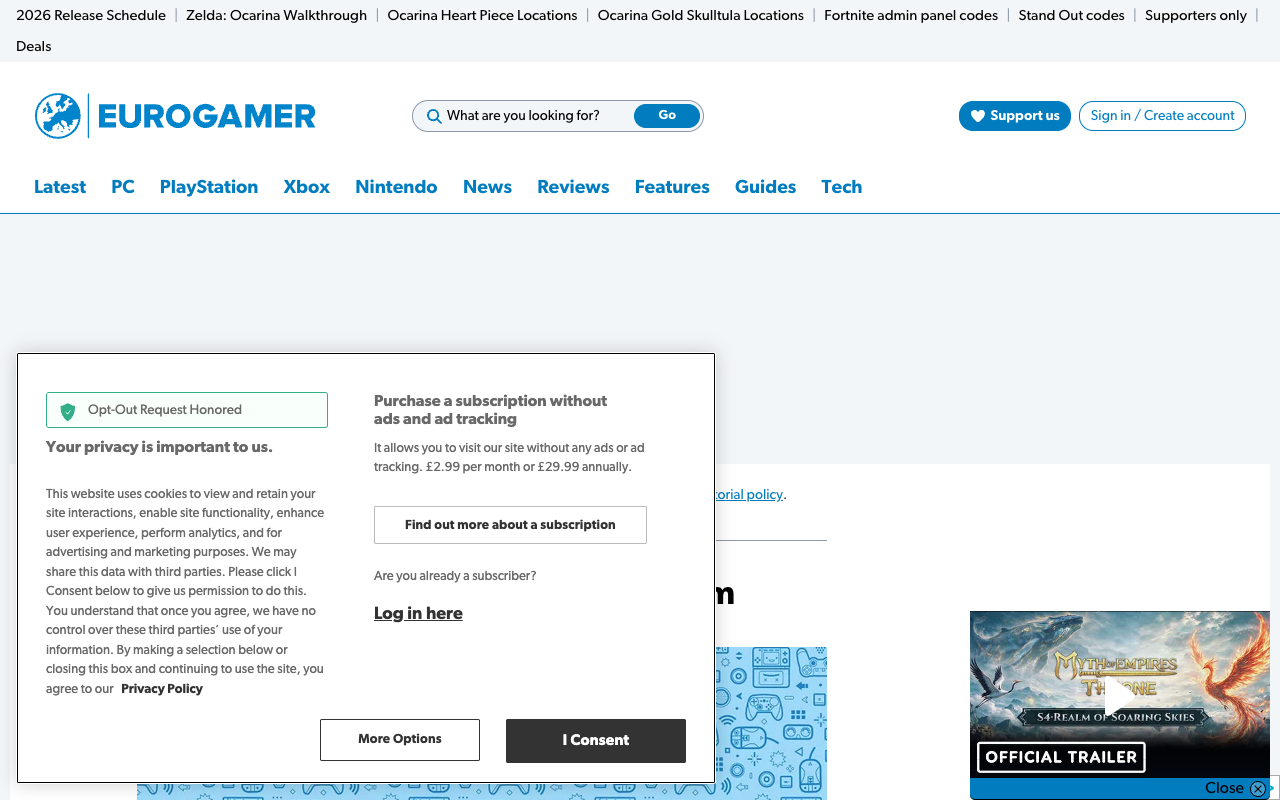 2026 Release Schedule | Zelda: Ocarina Walkthrough | Ocarina Heart Piece Locations | Ocarina Gold Skulltula Locations | Fortnite admin panel codes | Stand Out codes | Supporters only |
Deals
EUROGAMER
What are you looking for?
Go
Support us
Sign in / Create account
Latest PC PlayStation Xbox Nintendo News Reviews Features Guides Tech
Opt-Out Request Honored
Your privacy is important to us.
This website uses cookies to view and retain your
site interactions, enable site functionality, enhance
user experience, perform analytics, and for
advertising and marketing purposes. We may
share this data with third parties. Please click I
Consent below to give us permission to do this.
You understand that once you agree, we have no
control over these third parties’ use of your
information. By making a selection below or
closing this box and continuing to use the site, you
agree to our Privacy Policy
Purchase a subscription without
ads and ad tracking
It allows you to visit our site without any ads or ad
tracking. £2.99 per month or £29.99 annually.
Find out more about a subscription
Are you already a subscriber?
Log in here
More Options
I Consent
torial policy.
m
MYTH OF EMPIRES
THRONE
S4·REALM OF SOARING SKIES
OFFICIAL TRAILER
Close